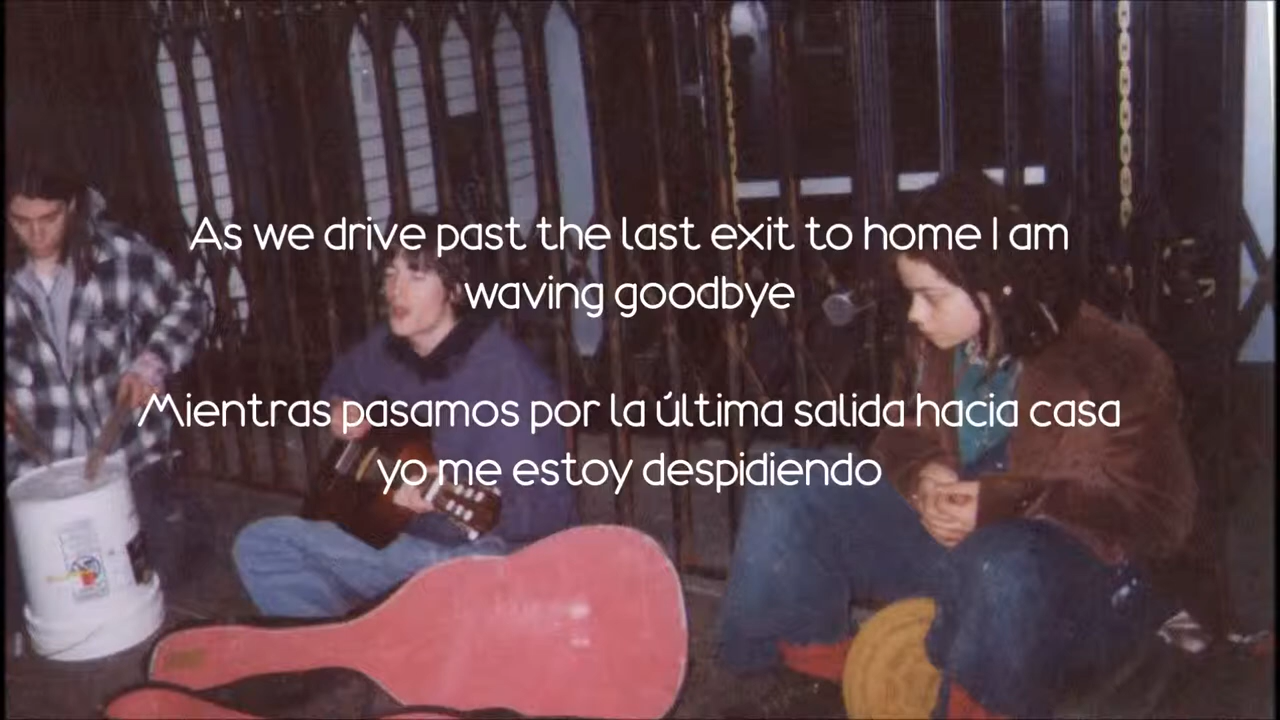 As we drive past the last exit to home I am
waving goodbye
Mientras pasamos por la última salida hacia casa
yo me estoy despidiendo